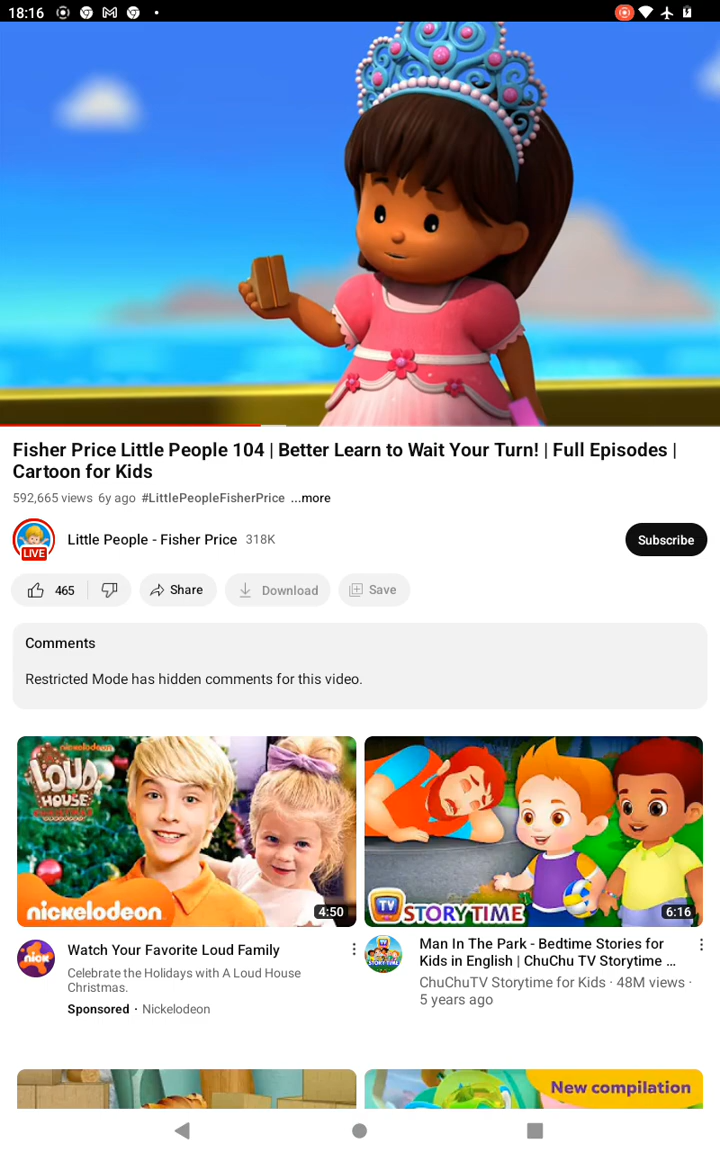 18:16
Fisher Price Little People 104 | Better Learn to Wait Your Turn! | Full Episodes |
Cartoon for Kids
592,665 views 6y ago #LittlePeopleFisherPrice ...more
LIVE
Little People - Fisher Price 318K
Subscribe
465
Share
Download
Save
Comments
Restricted Mode has hidden comments for this video.
nickelodeon
LOUD
HOUSE
nickelodeon
4:50
TV
STORYTIME
6:16
nick
Watch Your Favorite Loud Family
Celebrate the Holidays with A Loud House
Christmas.
Sponsored · Nickelodeon
Man In The Park - Bedtime Stories for
Kids in English | ChuChu TV Storytime ...
ChuChuTV Storytime for Kids · 48M views ·
5 years ago
New compilation